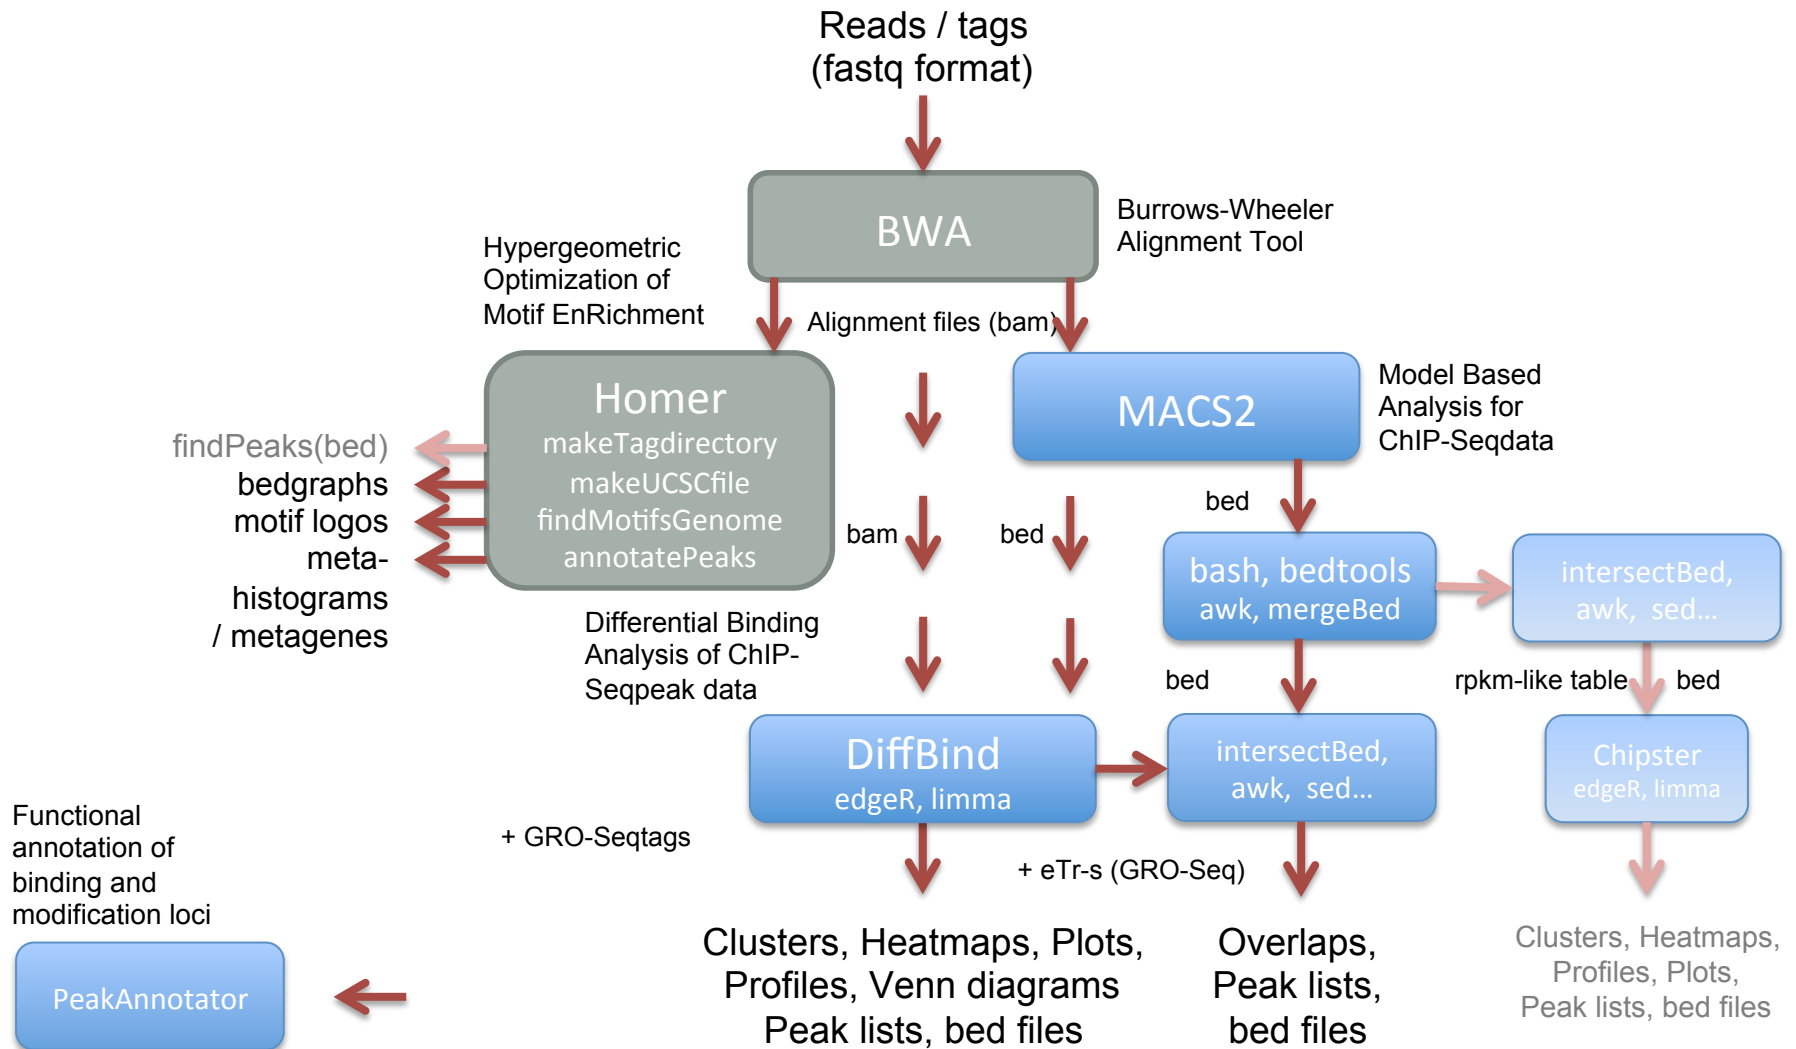 Reads / tags
(fastq format)
BWA
Burrows-Wheeler
Alignment Tool
Hypergeometric
Optimization of
Motif EnRichment
Alignment files (bam)
Homer
makeTagdirectory
makeUCSCfile
findMotifsGenome
annotatePeaks
MACS2
Model Based
Analysis for
ChIP-Seqdata
findPeaks(bed)
bedgraphs
motif logos
meta-
histograms
/ metagenes
bam
bed
bed
bash, bedtools
awk, mergeBed
intersectBed,
awk, sed...
Differential Binding
Analysis of ChIP-
Seqpeak data
bed
rpkm-like table
bed
DiffBind
edgeR, limma
intersectBed,
awk, sed...
Chipster
edgeR, limma
Functional
annotation of
binding and
modification loci
+ GRO-Seqtags
+ eTr-s (GRO-Seq)
PeakAnnotator
Clusters, Heatmaps, Plots,
Profiles, Venn diagrams
Peak lists, bed files
Overlaps,
Peak lists,
bed files
Clusters, Heatmaps,
Profiles, Plots,
Peak lists, bed files